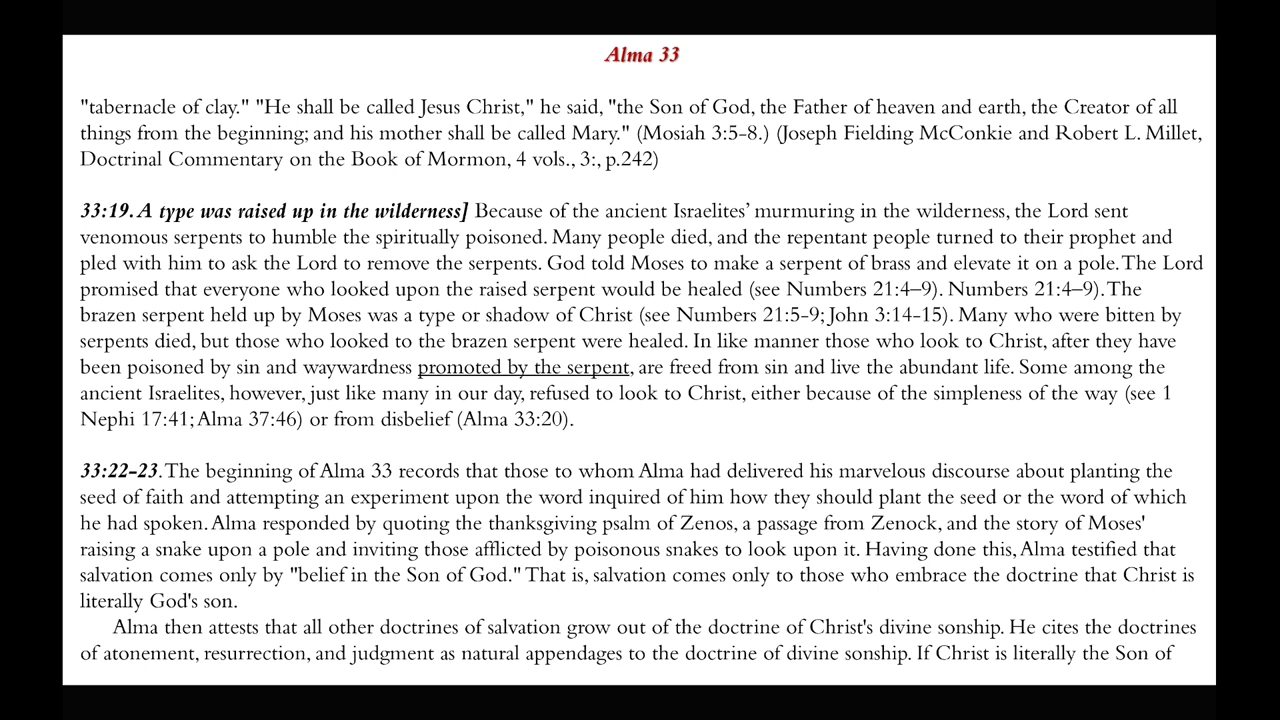 Alma 33
"tabernacle of clay." "He shall be called Jesus Christ," he said, "the Son of God, the Father of heaven and earth, the Creator of all
things from the beginning; and his mother shall be called Mary." (Mosiah 3:5-8.) (Joseph Fielding McConkie and Robert L. Millet,
Doctrinal Commentary on the Book of Mormon, 4 vols., 3:, p.242)
33:19. A type was raised up in the wilderness] Because of the ancient Israelites’ murmuring in the wilderness, the Lord sent
venomous serpents to humble the spiritually poisoned. Many people died, and the repentant people turned to their prophet and
pled with him to ask the Lord to remove the serpents. God told Moses to make a serpent of brass and elevate it on a pole. The Lord
promised that everyone who looked upon the raised serpent would be healed (see Numbers 21:4–9). Numbers 21:4–9). The
brazen serpent held up by Moses was a type or shadow of Christ (see Numbers 21:5-9; John 3:14-15). Many who were bitten by
serpents died, but those who looked to the brazen serpent were healed. In like manner those who look to Christ, after they have
been poisoned by sin and waywardness promoted by the serpent, are freed from sin and live the abundant life. Some among the
ancient Israelites, however, just like many in our day, refused to look to Christ, either because of the simpleness of the way (see 1
Nephi 17:41; Alma 37:46) or from disbelief (Alma 33:20).
33:22-23. The beginning of Alma 33 records that those to whom Alma had delivered his marvelous discourse about planting the
seed of faith and attempting an experiment upon the word inquired of him how they should plant the seed or the word of which
he had spoken. Alma responded by quoting the thanksgiving psalm of Zenos, a passage from Zenock, and the story of Moses'
raising a snake upon a pole and inviting those afflicted by poisonous snakes to look upon it. Having done this, Alma testified that
salvation comes only by "belief in the Son of God." That is, salvation comes only to those who embrace the doctrine that Christ is
literally God's son.
Alma then attests that all other doctrines of salvation grow out of the doctrine of Christ's divine sonship. He cites the doctrines
of atonement, resurrection, and judgment as natural appendages to the doctrine of divine sonship. If Christ is literally the Son of